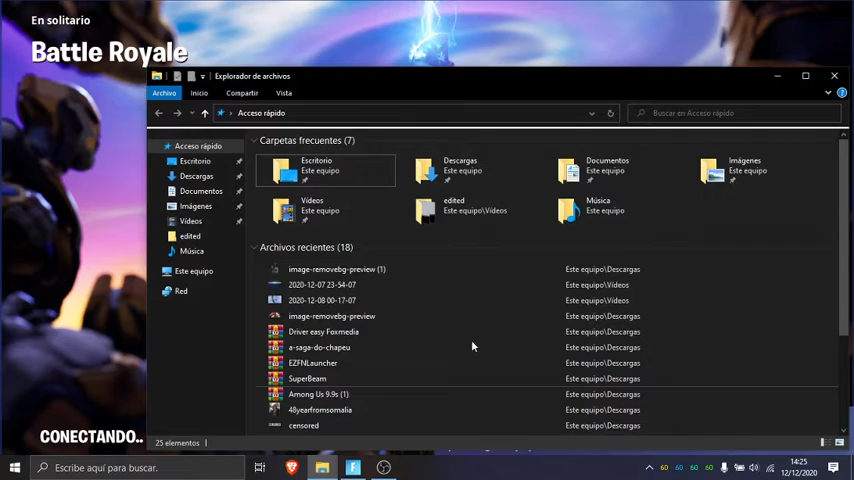 En solitario
Battle Royale
Explorador de archivos
Archivo
Inicio
Compartir
Vista
Acceso rápido
Buscar en Acceso rápido
Acceso rápido
Escritorio
Descargas
Documentos
Imágenes
Vídeos
edited
Música
Este equipo
Red
Carpetas frecuentes (7)
Escritorio
Este equipo
Descargas
Este equipo
Documentos
Este equipo
Imágenes
Este equipo
Vídeos
Este equipo
edited
Este equipo\Vídeos
Música
Este equipo
Archivos recientes (18)
image-removebg-preview (1) Este equipo\Descargas
2020-12-07 23-54-07 Este equipo\Vídeos
2020-12-08 00-17-07 Este equipo\Vídeos
image-removebg-preview Este equipo\Descargas
Driver easy Foxmedia Este equipo\Descargas
a-saga-do-chapeu Este equipo\Descargas
EZFNLauncher Este equipo\Descargas
SuperBeam Este equipo\Descargas
Among Us 9.9s (1) Este equipo\Descargas
48yearfromsomalia Este equipo\Descargas
censored Este equipo\Descargas
25 elementos
CONECTANDO..
Escribe aquí para buscar.
60 60 60 60
14:25
12/12/2020